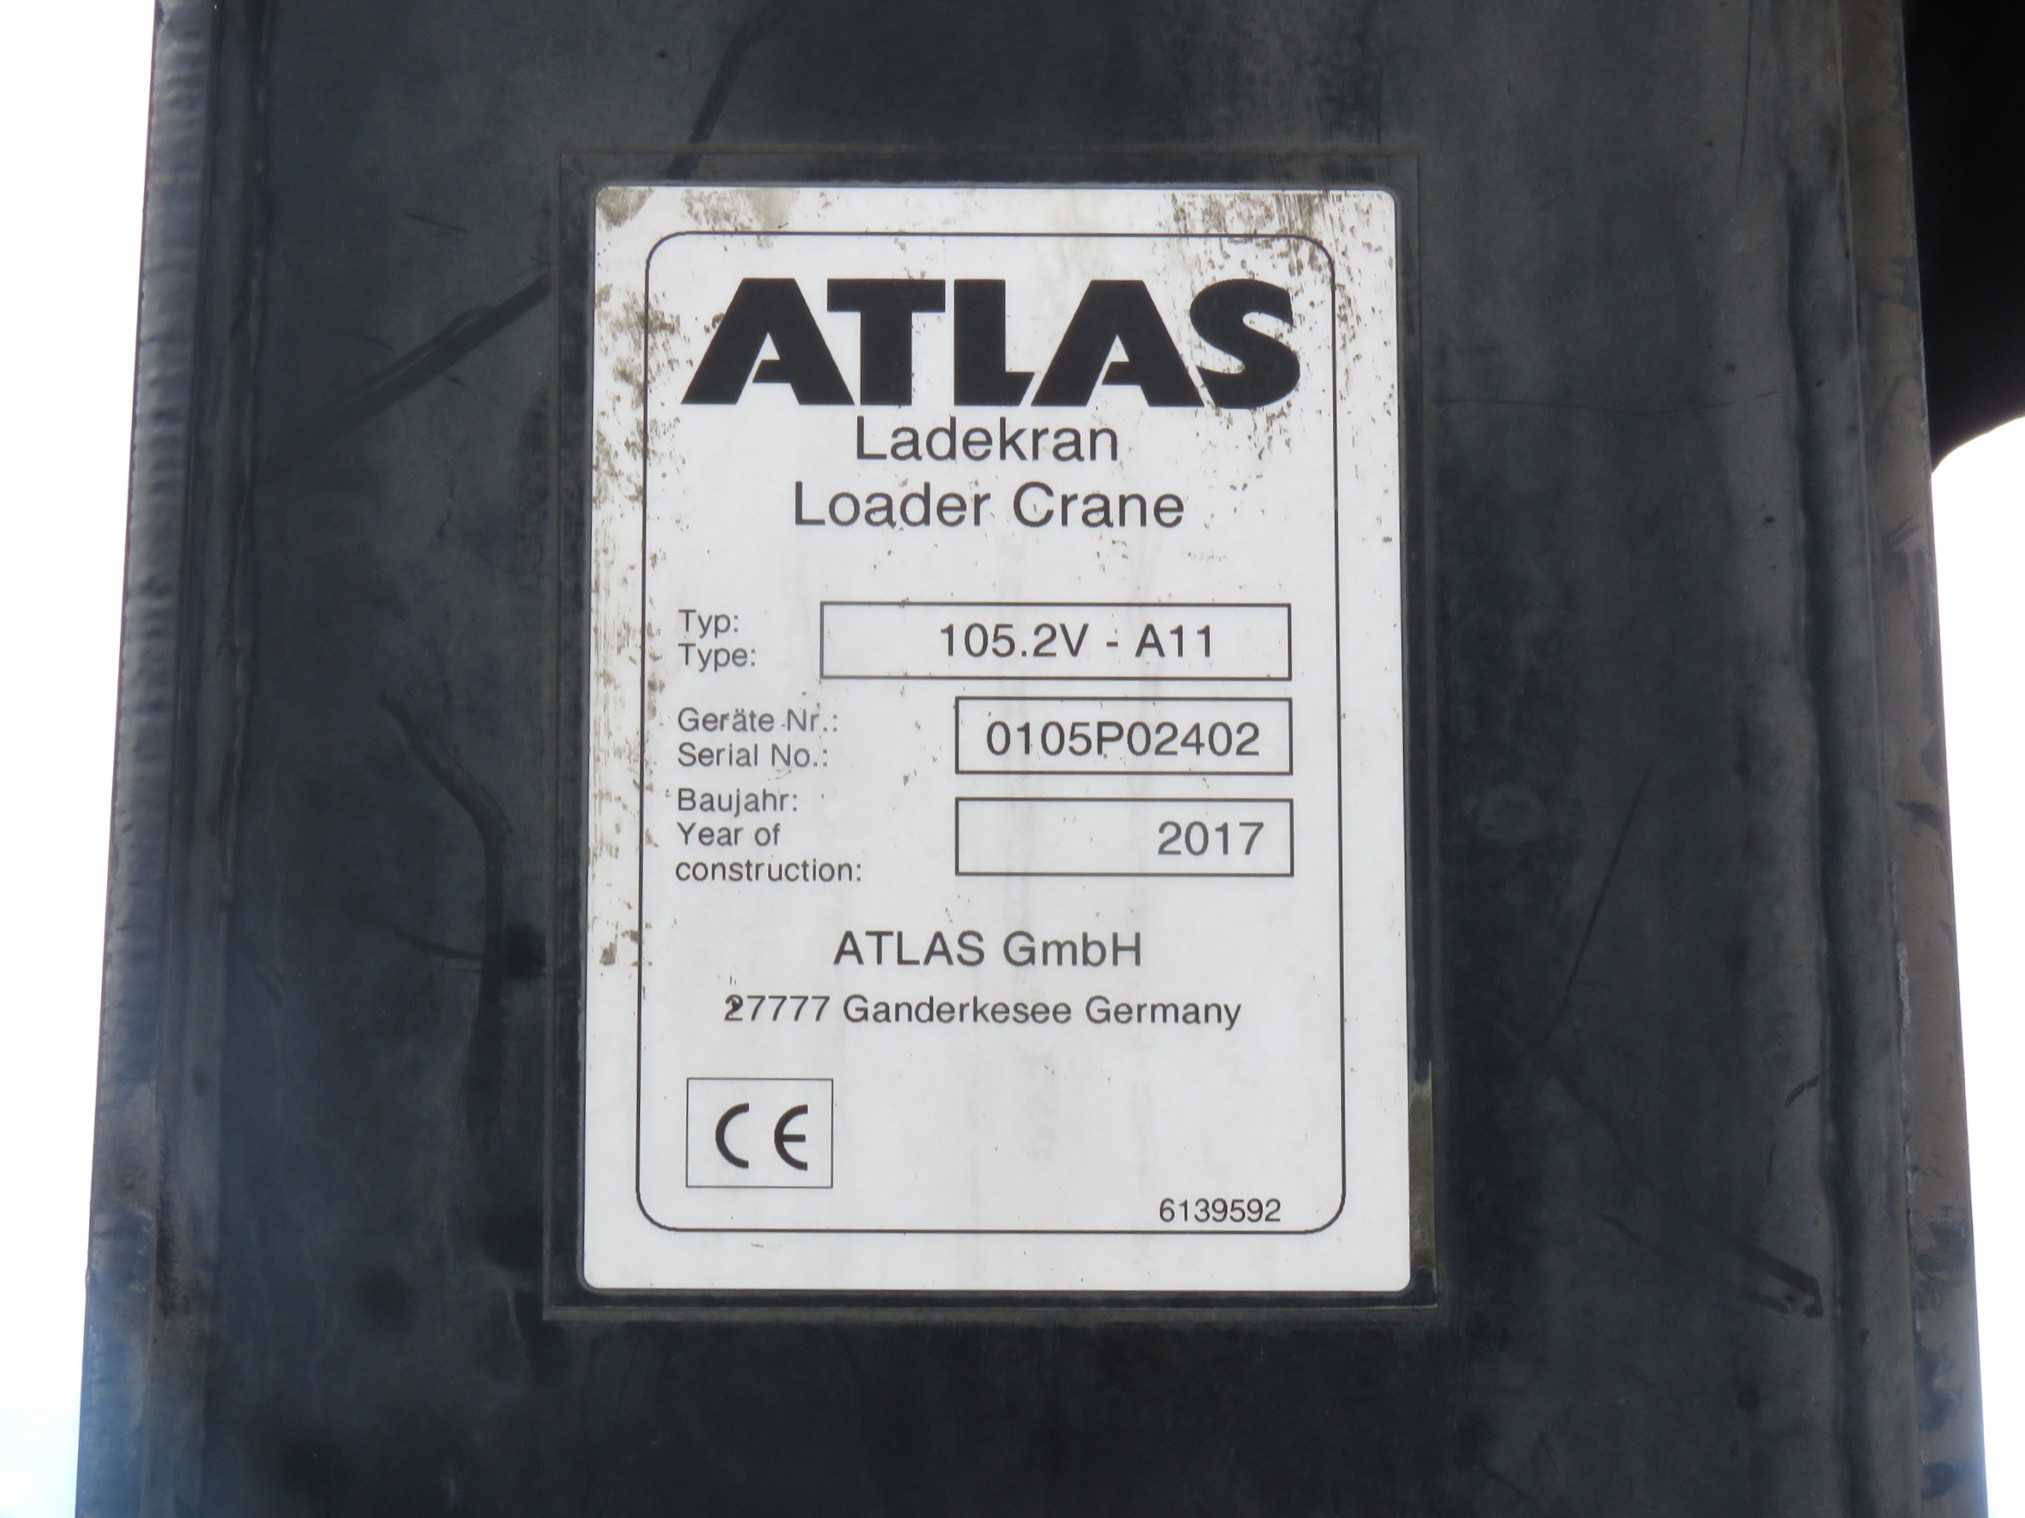 ATLAS
Ladekran
Loader Crane
Typ:
Type:
105.2V - A11
Geräte-Nr.:
Serial No.:
0105P02402
Baujahr:
Year of
construction:
2017
ATLAS GmbH
27777 Ganderkesee Germany
CE
6139592